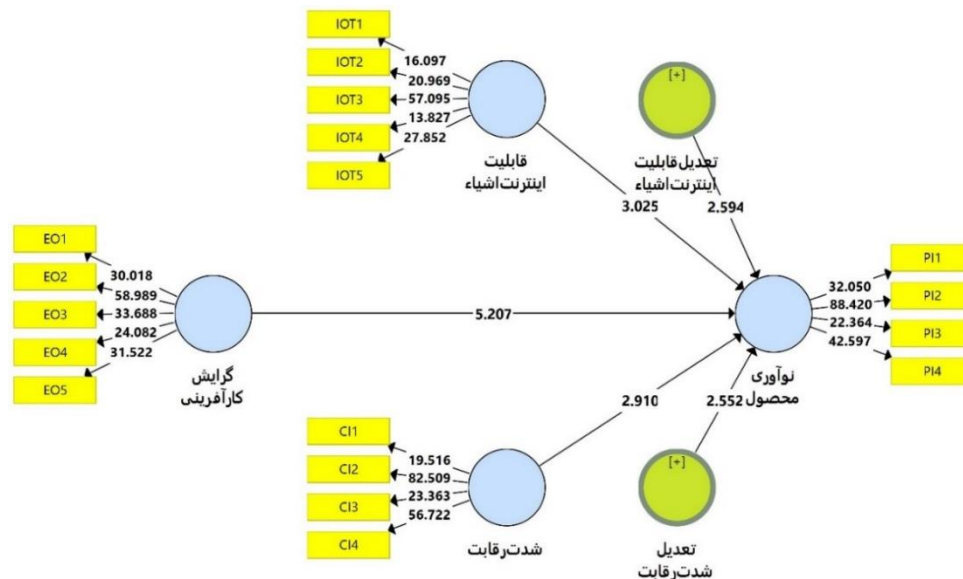 IOT1
IOT2
IOT3
IOT4
IOT5
16.097
20.969
57.095
13.827
27.852
قابلیت
اینترنت‌اشیاء
[+]
تعدیل‌قابلیت
اینترنت‌اشیاء
3.025
2.594
EO1
EO2
EO3
EO4
EO5
30.018
58.989
33.688
24.082
31.522
گرایش
کارآفرینی
5.207
PI1
PI2
PI3
PI4
32.050
88.420
22.364
42.597
نوآوری
محصول
2.910
2.552
CI1
CI2
CI3
CI4
19.516
82.509
23.363
56.722
شدت‌رقابت
[+]
تعدیل
شدت‌رقابت